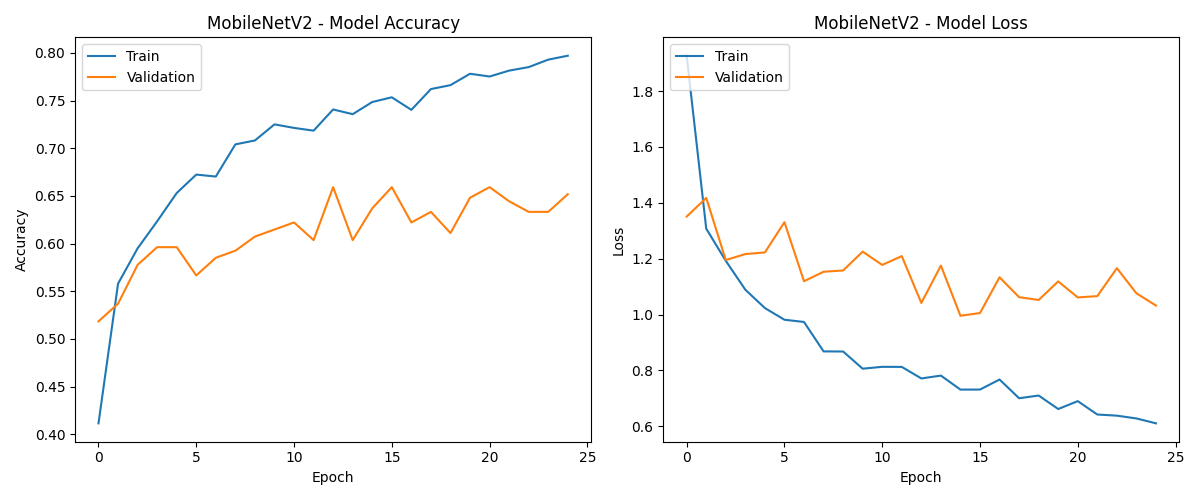 MobileNetV2 - Model Accuracy
Train
Validation
0.80
0.75
0.70
0.65
0.60
0.55
0.50
0.45
0.40
Accuracy
0 5 10 15 20 25
Epoch
MobileNetV2 - Model Loss
Train
Validation
1.8
1.6
1.4
1.2
1.0
0.8
0.6
Loss
0 5 10 15 20 25
Epoch